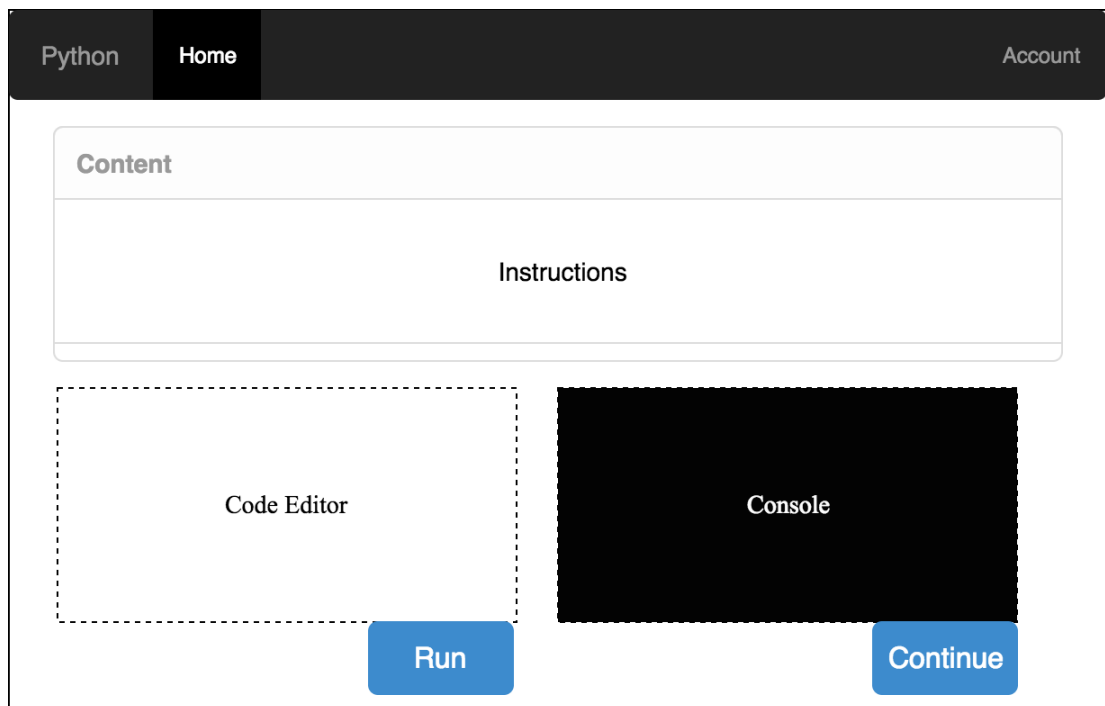 Python Home Account
Content
Instructions
Code Editor Console
Run Continue